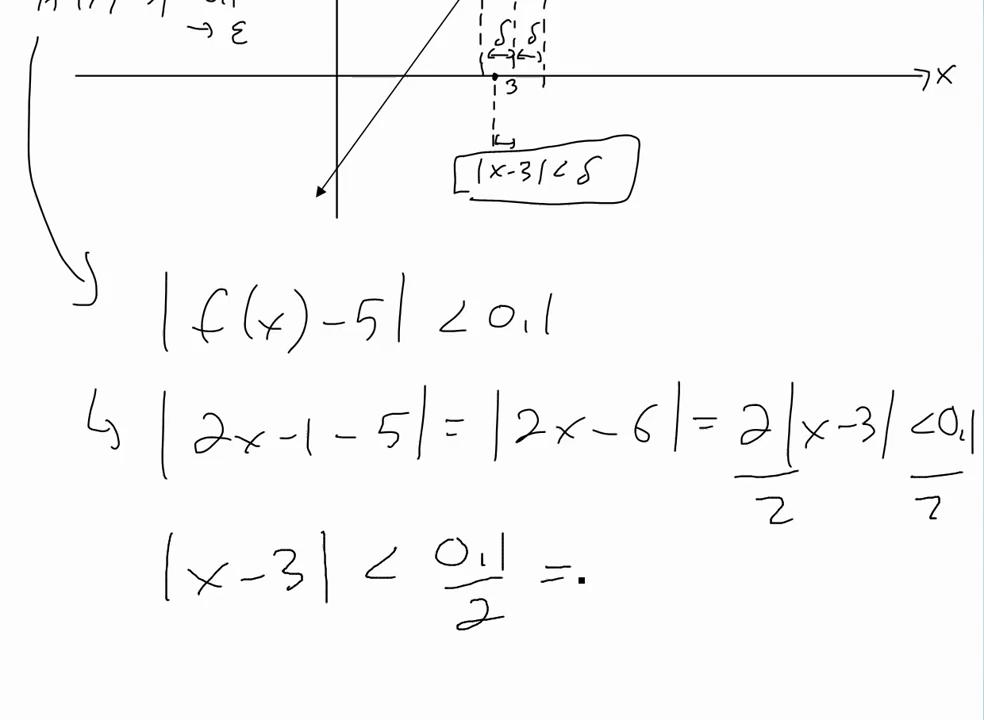 → ε
δ δ
x
3
|x-3| < δ
|f(x)-5| < 0.1
↳ |2x-1-5| = |2x-6| = 2|x-3| < 0.1
2 2
|x-3| < 0.1/2 =